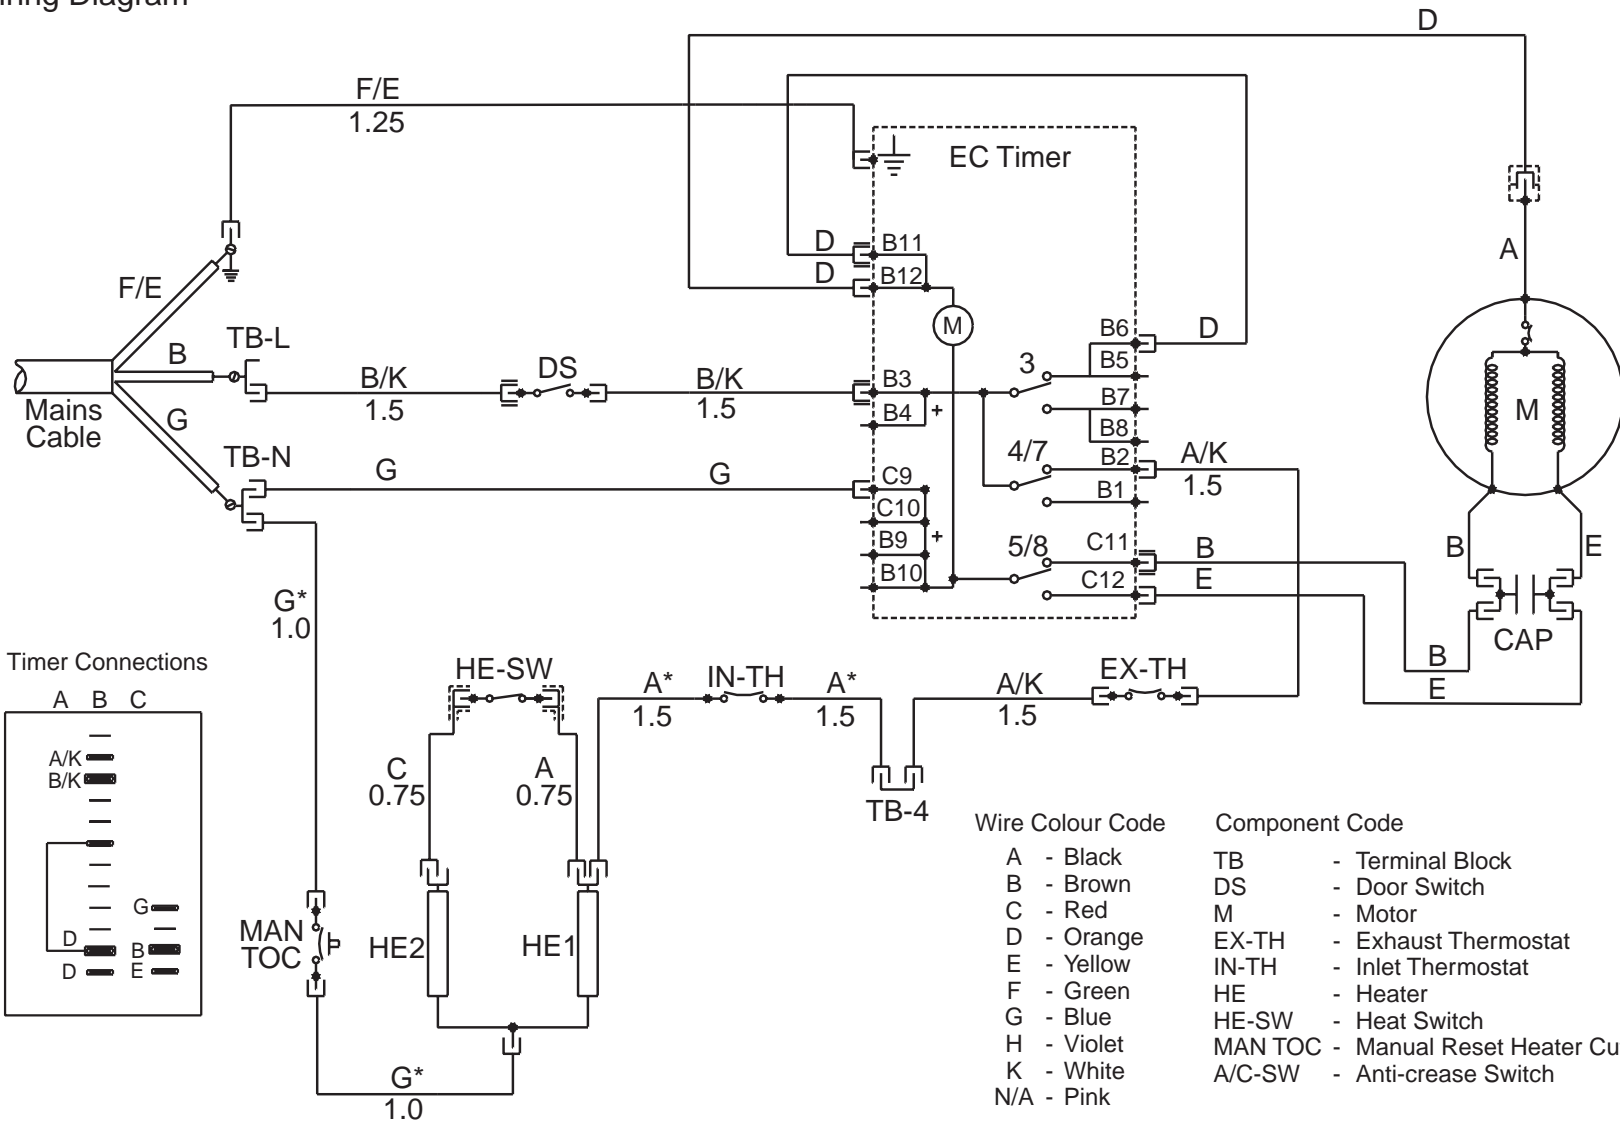 Diagram
D
F/E
1.25
EC Timer
D
B11
D
B12
M
A
F/E
B
TB-L
B/K
1.5
DS
B/K
1.5
B3
B4
+
3
B6
D
B5
B7
B8
M
Mains
Cable
G
TB-N
G
G
C9
C10
B9
+
B10
4/7
B2
A/K
1.5
B1
5/8
C11
B
C12
E
B
E
CAP
B
E
G*
1.0
Timer Connections
A B C
A/K
B/K
G
D
B
D
E
HE-SW
A*
1.5
IN-TH
A*
1.5
A/K
1.5
EX-TH
C
0.75
A
0.75
TB-4
MAN
TOC
HE2
HE1
G*
1.0
Wire Colour Code
A - Black
B - Brown
C - Red
D - Orange
E - Yellow
F - Green
G - Blue
H - Violet
K - White
N/A - Pink
Component Code
TB - Terminal Block
DS - Door Switch
M - Motor
EX-TH - Exhaust Thermostat
IN-TH - Inlet Thermostat
HE - Heater
HE-SW - Heat Switch
MAN TOC - Manual Reset Heater Cu
A/C-SW - Anti-crease Switch